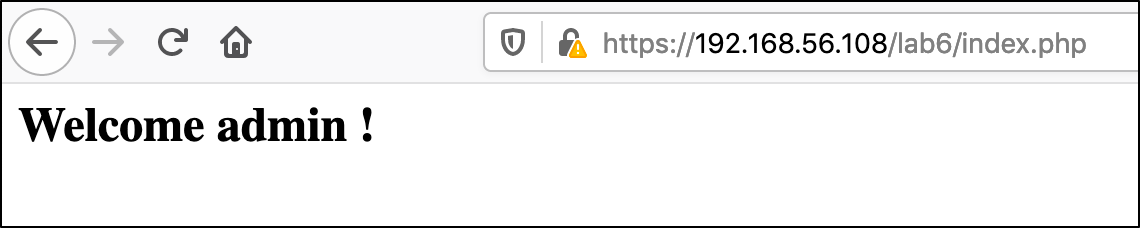 https://192.168.56.108/lab6/index.php
Welcome admin !